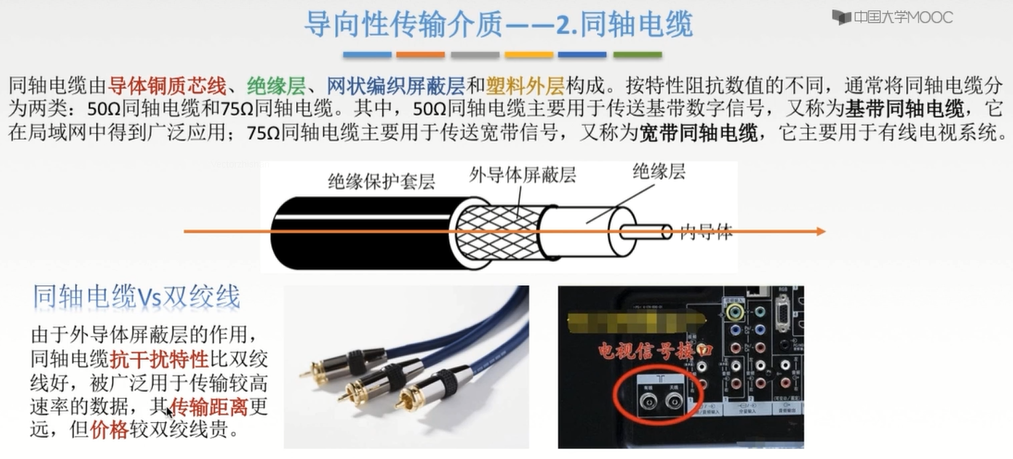 导向性传输介质——2.同轴电缆
中国大学MOOC
同轴电缆由导体铜质芯线、绝缘层、网状编织屏蔽层和塑料外层构成。按特性阻抗数值的不同，通常将同轴电缆分
为两类：50Ω同轴电缆和75Ω同轴电缆。其中，50Ω同轴电缆主要用于传送基带数字信号，又称为基带同轴电缆，它
在局域网中得到广泛应用；75Ω同轴电缆主要用于传送宽带信号，又称为宽带同轴电缆，它主要用于有线电视系统。
绝缘保护套层
外导体屏蔽层
绝缘层
内导体
同轴电缆Vs双绞线
由于外导体屏蔽层的作用，
同轴电缆抗干扰特性比双绞
线好，被广泛用于传输较高
速率的数据，其传输距离更
远，但价格较双绞线贵。
电视信号接口
RGB